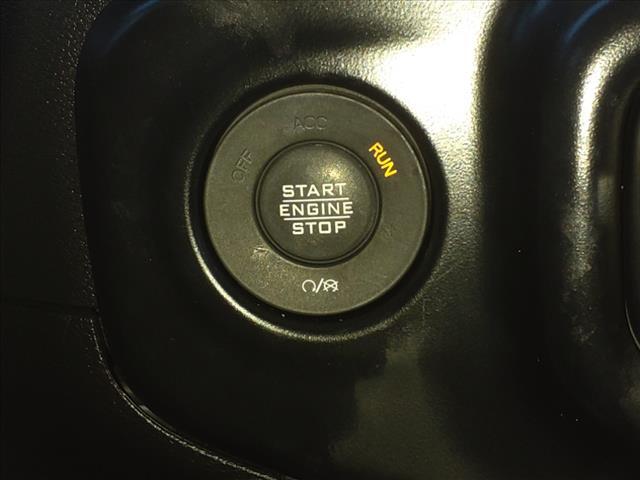 OFF
ACC
RUN
START
ENGINE
STOP